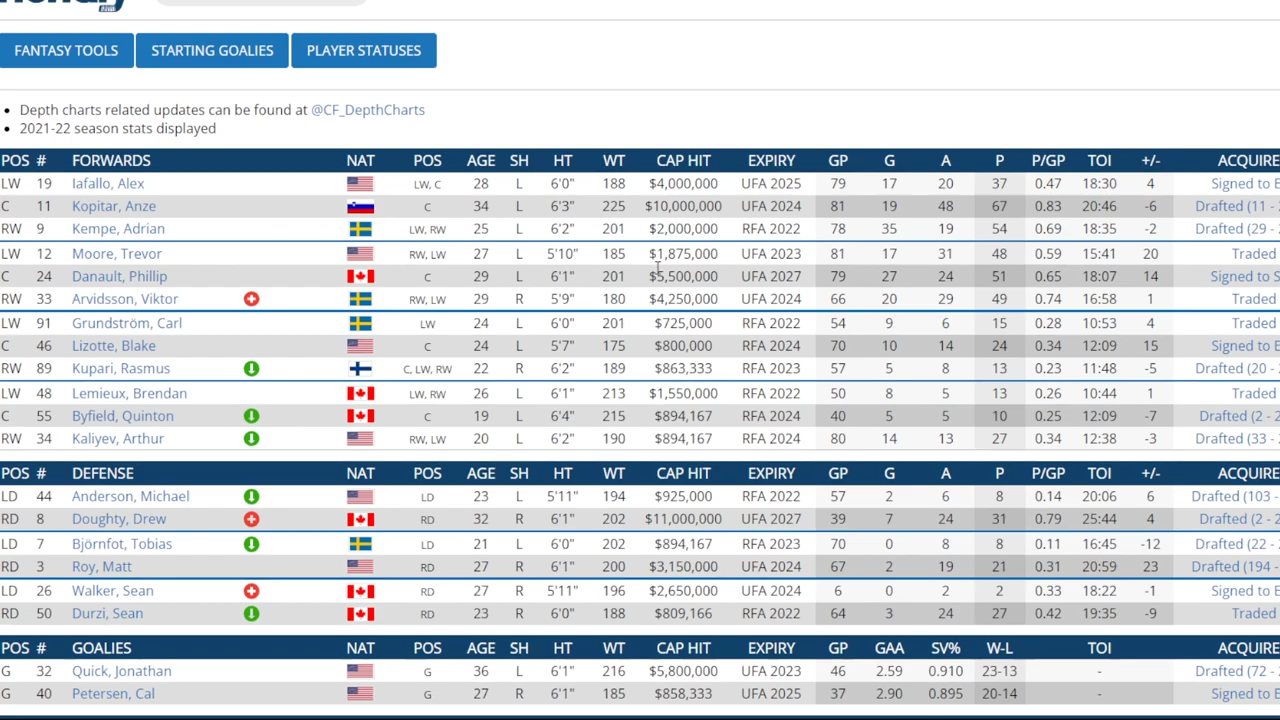 FANTASY TOOLS STARTING GOALIES PLAYER STATUSES
• Depth charts related updates can be found at @CF_DepthCharts
• 2021-22 season stats displayed
POS # FORWARDS NAT POS AGE SH HT WT CAP HIT EXPIRY GP G A P P/GP TOI +/- ACQUIRE
LW 19 Iafallo, Alex LW, C 28 L 6'0" 188 $4,000,000 UFA 2025 79 17 20 37 0.47 18:30 4 Signed to
C 11 Kopitar, Anze C 34 L 6'3" 225 $10,000,000 UFA 2024 81 19 48 67 0.83 20:46 -6 Drafted (11 -
RW 9 Kempe, Adrian LW, RW 25 L 6'2" 201 $2,000,000 UFA 2022 78 35 19 54 0.69 18:35 -2 Drafted (29 -
LW 12 Moore, Trevor RW, LW 27 L 5'10" 185 $1,875,000 UFA 2023 81 17 31 48 0.59 15:41 20 Traded
C 24 Danault, Phillip C 29 L 6'1" 201 $5,500,000 UFA 2027 79 27 24 51 0.65 18:07 14 Signed to S
RW 33 Arvidsson, Viktor RW, LW 29 R 5'9" 180 $4,250,000 UFA 2024 66 20 29 49 0.74 16:58 1 Traded
LW 91 Grundström, Carl LW 24 L 6'0" 201 $725,000 RFA 2022 54 9 6 15 0.28 10:53 4 Traded
C 46 Lizotte, Blake C 24 L 5'7" 175 $800,000 RFA 2024 70 10 14 24 0.34 12:09 15 Signed to E
RW 89 Kupari, Rasmus C, LW, RW 22 R 6'2" 189 $863,333 RFA 2023 57 5 8 13 0.23 11:48 -5 Drafted (20 -
LW 48 Lemieux, Brendan LW, RW 26 L 6'1" 213 $1,550,000 RFA 2022 50 8 5 13 0.26 10:44 1 Traded
C 55 Byfield, Quinton C 19 L 6'4" 215 $894,167 RFA 2024 40 5 5 10 0.25 12:09 -7 Drafted (2 - 2
RW 34 Kaliyev, Arthur RW, LW 20 L 6'2" 190 $894,167 RFA 2024 80 14 13 27 0.34 12:38 -3 Drafted (33 -
POS # DEFENSE NAT POS AGE SH HT WT CAP HIT EXPIRY GP G A P P/GP TOI +/- ACQUIRE
LD 44 Anderson, Michael LD 23 L 5'11" 194 $925,000 RFA 2022 57 2 6 8 0.14 20:06 6 Drafted (103 -
RD 8 Doughty, Drew RD 32 R 6'1" 202 $11,000,000 UFA 2027 39 7 24 31 0.79 25:44 4 Drafted (2 - 2
LD 7 Björnfot, Tobias LD 21 L 6'0" 202 $894,167 RFA 2023 70 0 8 8 0.11 16:45 -12 Drafted (22 -
RD 3 Roy, Matt RD 27 R 6'1" 200 $3,150,000 UFA 2024 67 2 19 21 0.31 20:59 23 Drafted (194 -
LD 26 Walker, Sean RD 27 R 5'11" 196 $2,650,000 UFA 2024 6 0 2 2 0.33 18:22 -1 Signed to E
RD 50 Durzi, Sean RD 23 R 6'0" 188 $809,166 RFA 2022 64 3 24 27 0.42 19:35 -9 Traded
POS # GOALIES NAT POS AGE SH HT WT CAP HIT EXPIRY GP GAA SV% W-L TOI ACQUIRE
G 32 Quick, Jonathan G 36 L 6'1" 216 $5,800,000 UFA 2023 46 2.59 0.910 23-13 - Drafted (72 -
G 40 Petersen, Cal G 27 R 6'1" 185 $858,333 UFA 2025 37 2.90 0.895 20-14 - Signed to E